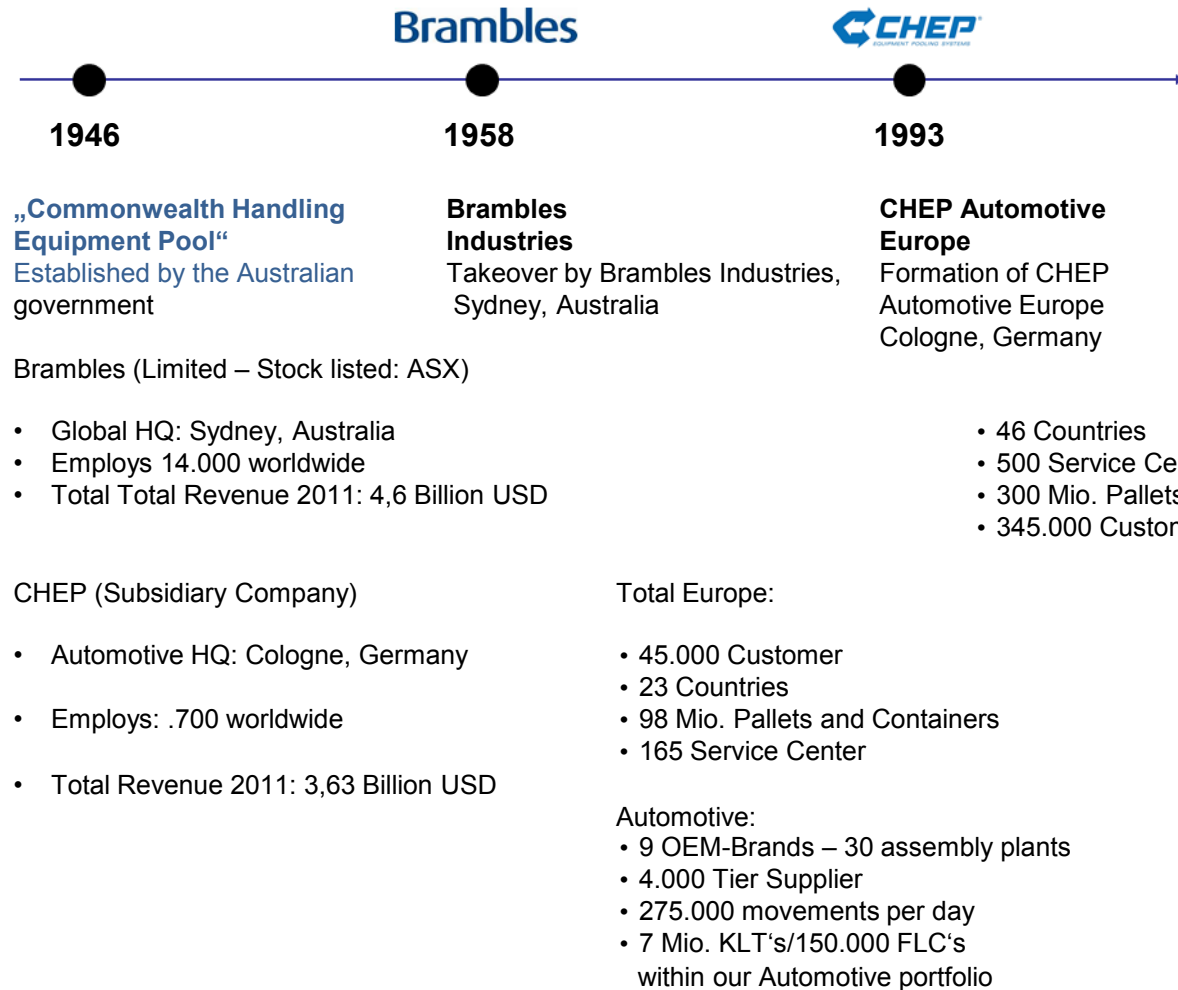 Brambles
CHEP
EQUIPMENT POOLING SYSTEMS
1946
1958
1993
„Commonwealth Handling
Equipment Pool“
Established by the Australian
government
Brambles
Industries
Takeover by Brambles Industries,
Sydney, Australia
CHEP Automotive
Europe
Formation of CHEP
Automotive Europe
Cologne, Germany
Brambles (Limited – Stock listed: ASX)
• Global HQ: Sydney, Australia
• Employs 14.000 worldwide
• Total Total Revenue 2011: 4,6 Billion USD
• 46 Countries
• 500 Service Ce
• 300 Mio. Pallets
• 345.000 Custom
CHEP (Subsidiary Company)
• Automotive HQ: Cologne, Germany
• Employs: .700 worldwide
• Total Revenue 2011: 3,63 Billion USD
Total Europe:
• 45.000 Customer
• 23 Countries
• 98 Mio. Pallets and Containers
• 165 Service Center
Automotive:
• 9 OEM-Brands – 30 assembly plants
• 4.000 Tier Supplier
• 275.000 movements per day
• 7 Mio. KLT‘s/150.000 FLC‘s
within our Automotive portfolio